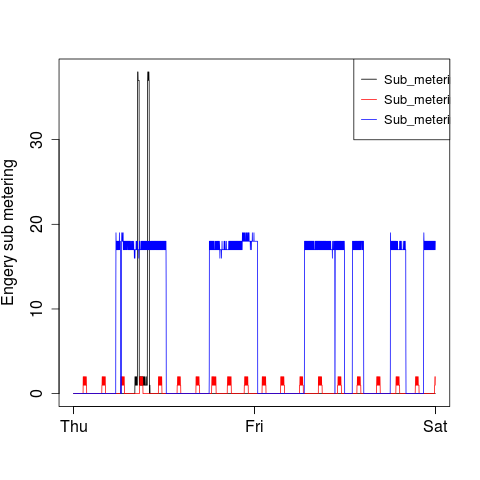 Sub_meteri
Sub_meteri
Sub_meteri
Engery sub metering
30
20
10
0
Thu Fri Sat